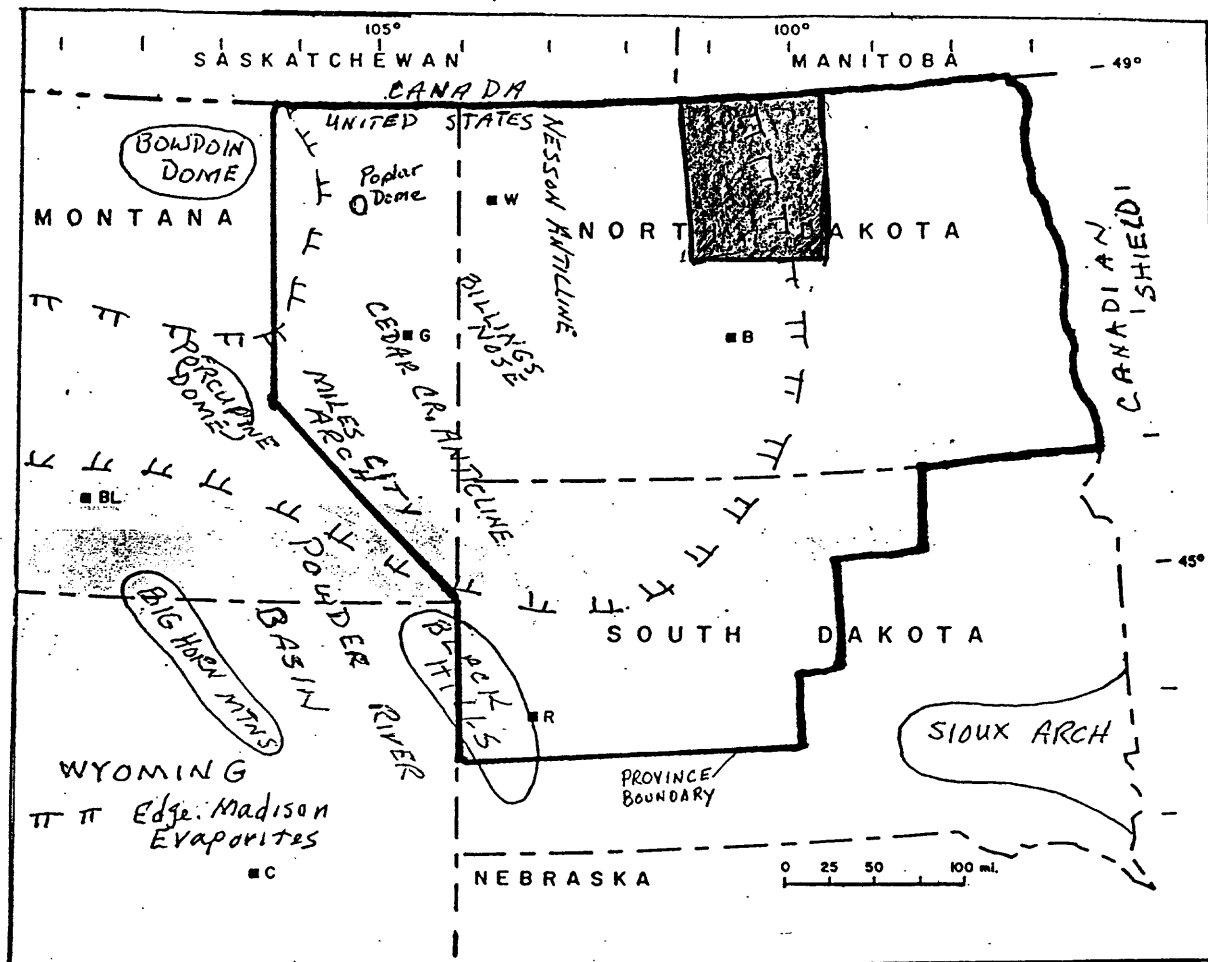 105° 100°
SASKATCHEWAN MANITOBA
49°
CANADA
UNITED STATES
BOWDOIN
DOME
Poplar
Dome
W
NESSON ANTICLINE
MONTANA
NORTH DAKOTA
CANADIAN
SHIELD
BILLINGS
NOSE
CEDAR CR. ANTICLINE
G
B
PORCUPINE
DOME
MILES CITY
ARCH
BL
45°
POWDER RIVER
BASIN
BIG HORN MTNS
BLACK
HILLS
SOUTH DAKOTA
R
SIOUX ARCH
WYOMING
PROVINCE
BOUNDARY
Edge. Madison
Evaporites
C
NEBRASKA
0 25 50 100 mi.